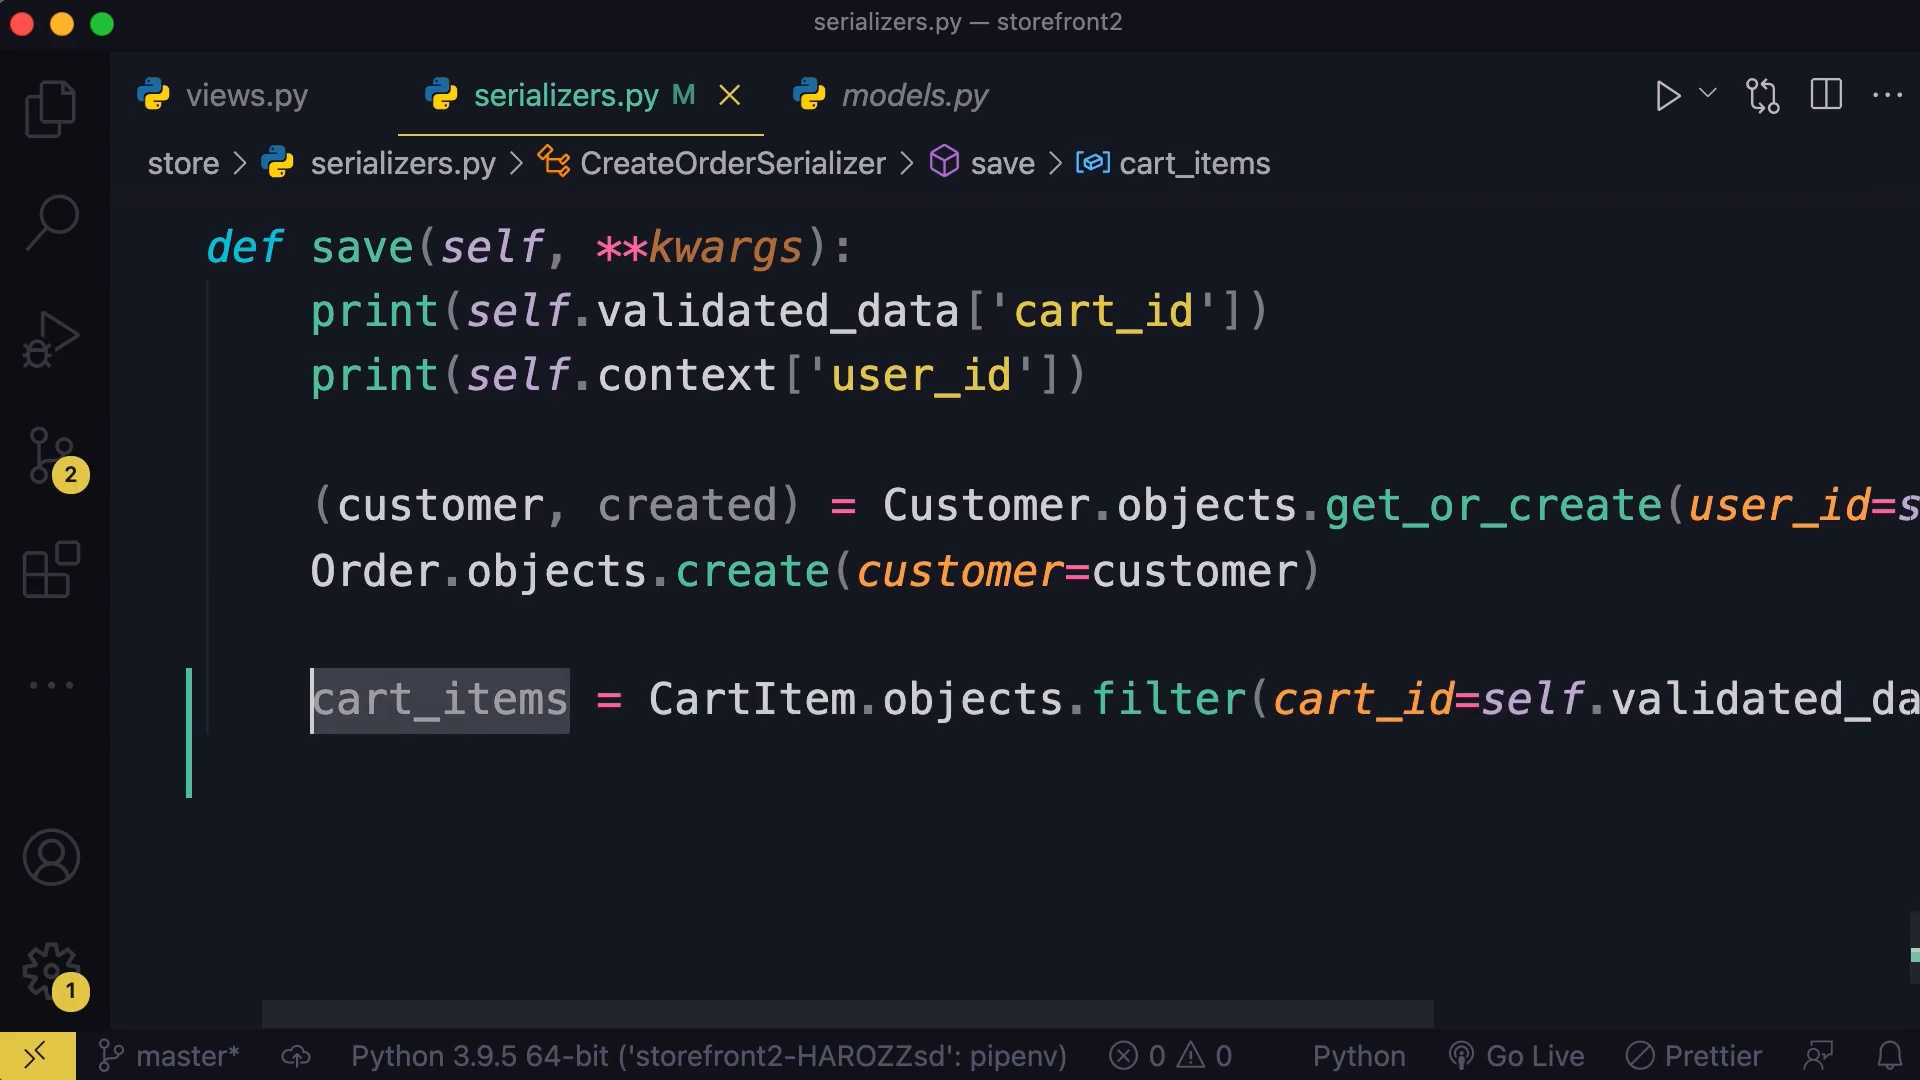 serializers.py — storefront2
views.py
serializers.py M
models.py
store > serializers.py > CreateOrderSerializer > save > cart_items
def save(self, **kwargs):
print(self.validated_data['cart_id'])
print(self.context['user_id'])
(customer, created) = Customer.objects.get_or_create(user_id=s
Order.objects.create(customer=customer)
cart_items = CartItem.objects.filter(cart_id=self.validated_da
2
1
master* Python 3.9.5 64-bit ('storefront2-HAROZZsd': pipenv) 0 0 Python Go Live Prettier